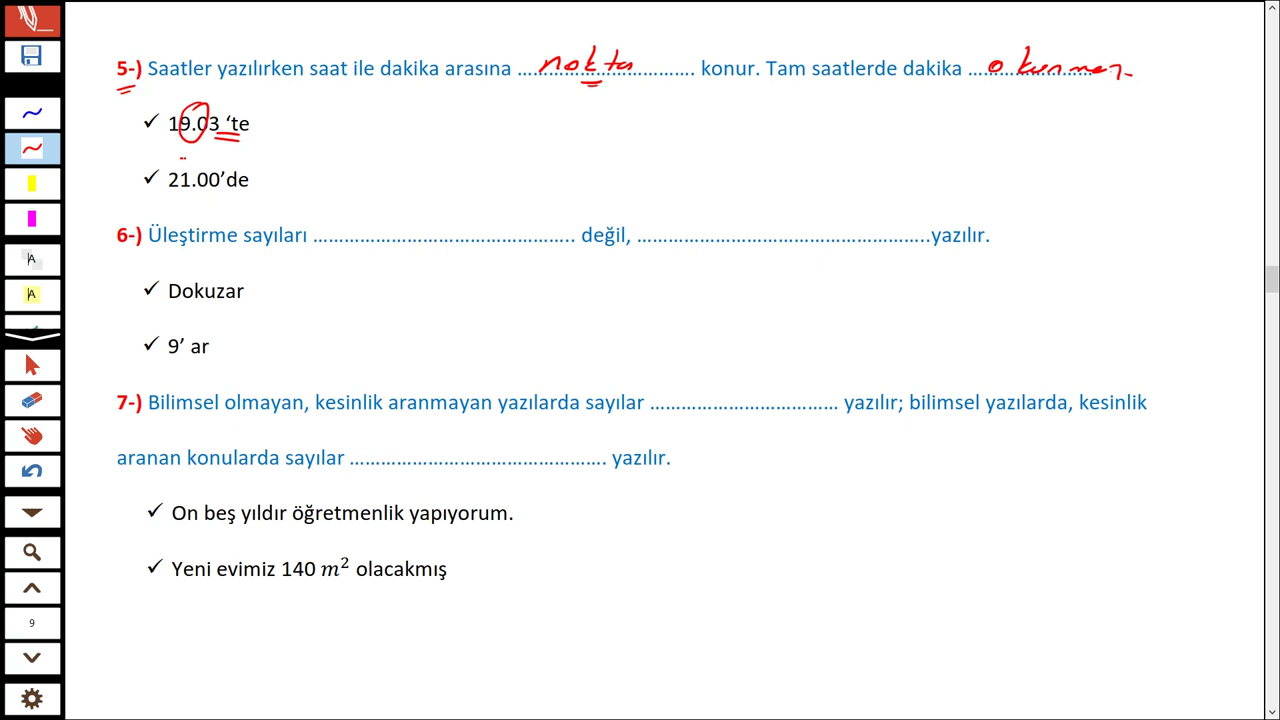 5-) Saatler yazılırken saat ile dakika arasına ……nokta…… konur. Tam saatlerde dakika ……okunmaz
✓ 19.03 ‘te
✓ 21.00’de
6-) Üleştirme sayıları …………………………………………….. değil, ………………………………………………..yazılır.
✓ Dokuzar
✓ 9’ ar
7-) Bilimsel olmayan, kesinlik aranmayan yazılarda sayılar ……………………………… yazılır; bilimsel yazılarda, kesinlik
aranan konularda sayılar …………………………………………. yazılır.
✓ On beş yıldır öğretmenlik yapıyorum.
✓ Yeni evimiz 140 m² olacakmış
A
A
9